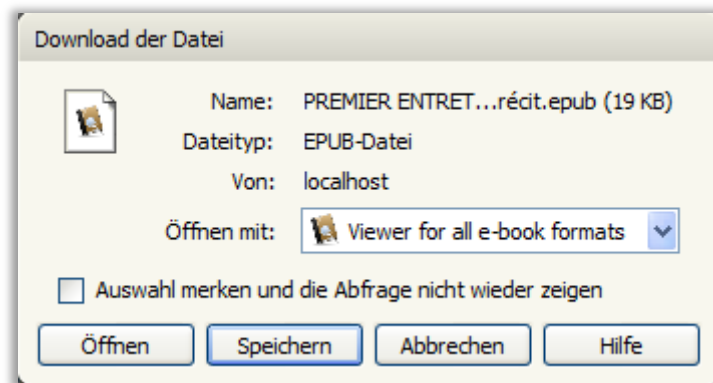 Download der Datei
Name: PREMIER ENTRET...récit.epub (19 KB)
Dateityp: EPUB-Datei
Von: localhost
Öffnen mit: Viewer for all e-book formats
Auswahl merken und die Abfrage nicht wieder zeigen
Öffnen Speichern Abbrechen Hilfe